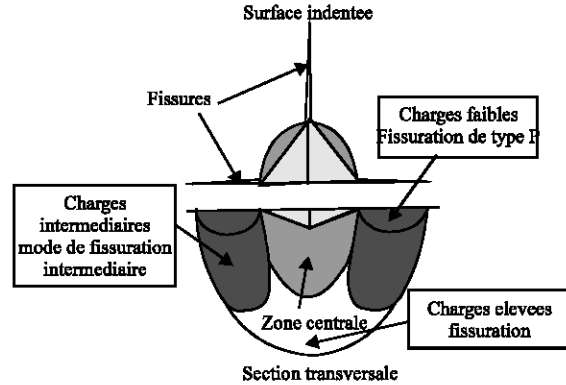 Surface indentee
Fissures
Charges faibles
Fissuration de type P
Charges
intermediaires
mode de fissuration
intermediaire
Zone centrale
Charges elevees
fissuration
Section transversale